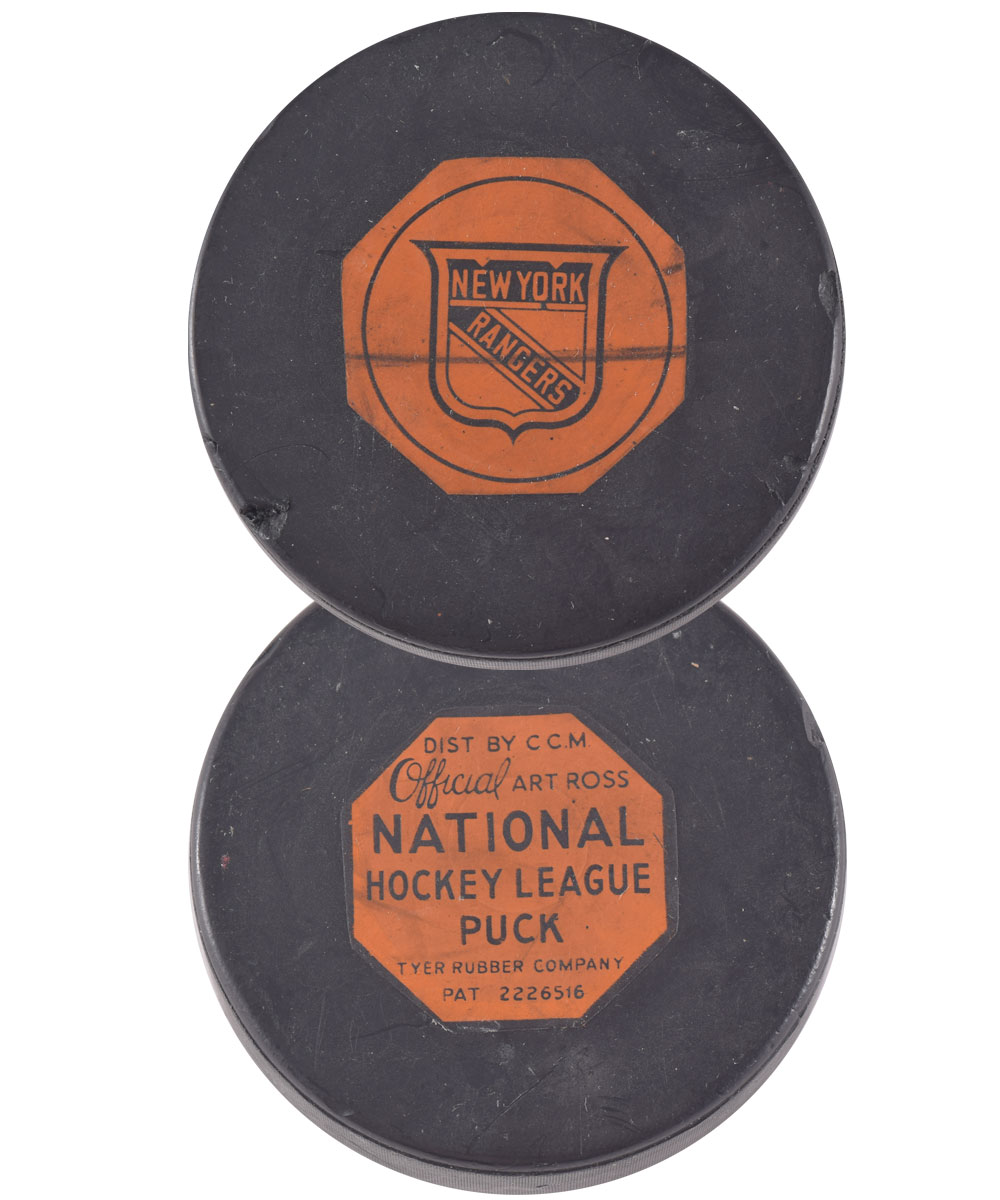 NEW YORK
RANGERS
DIST BY C C.M.
Official ART ROSS
NATIONAL
HOCKEY LEAGUE
PUCK
TYER RUBBER COMPANY
PAT 2226516